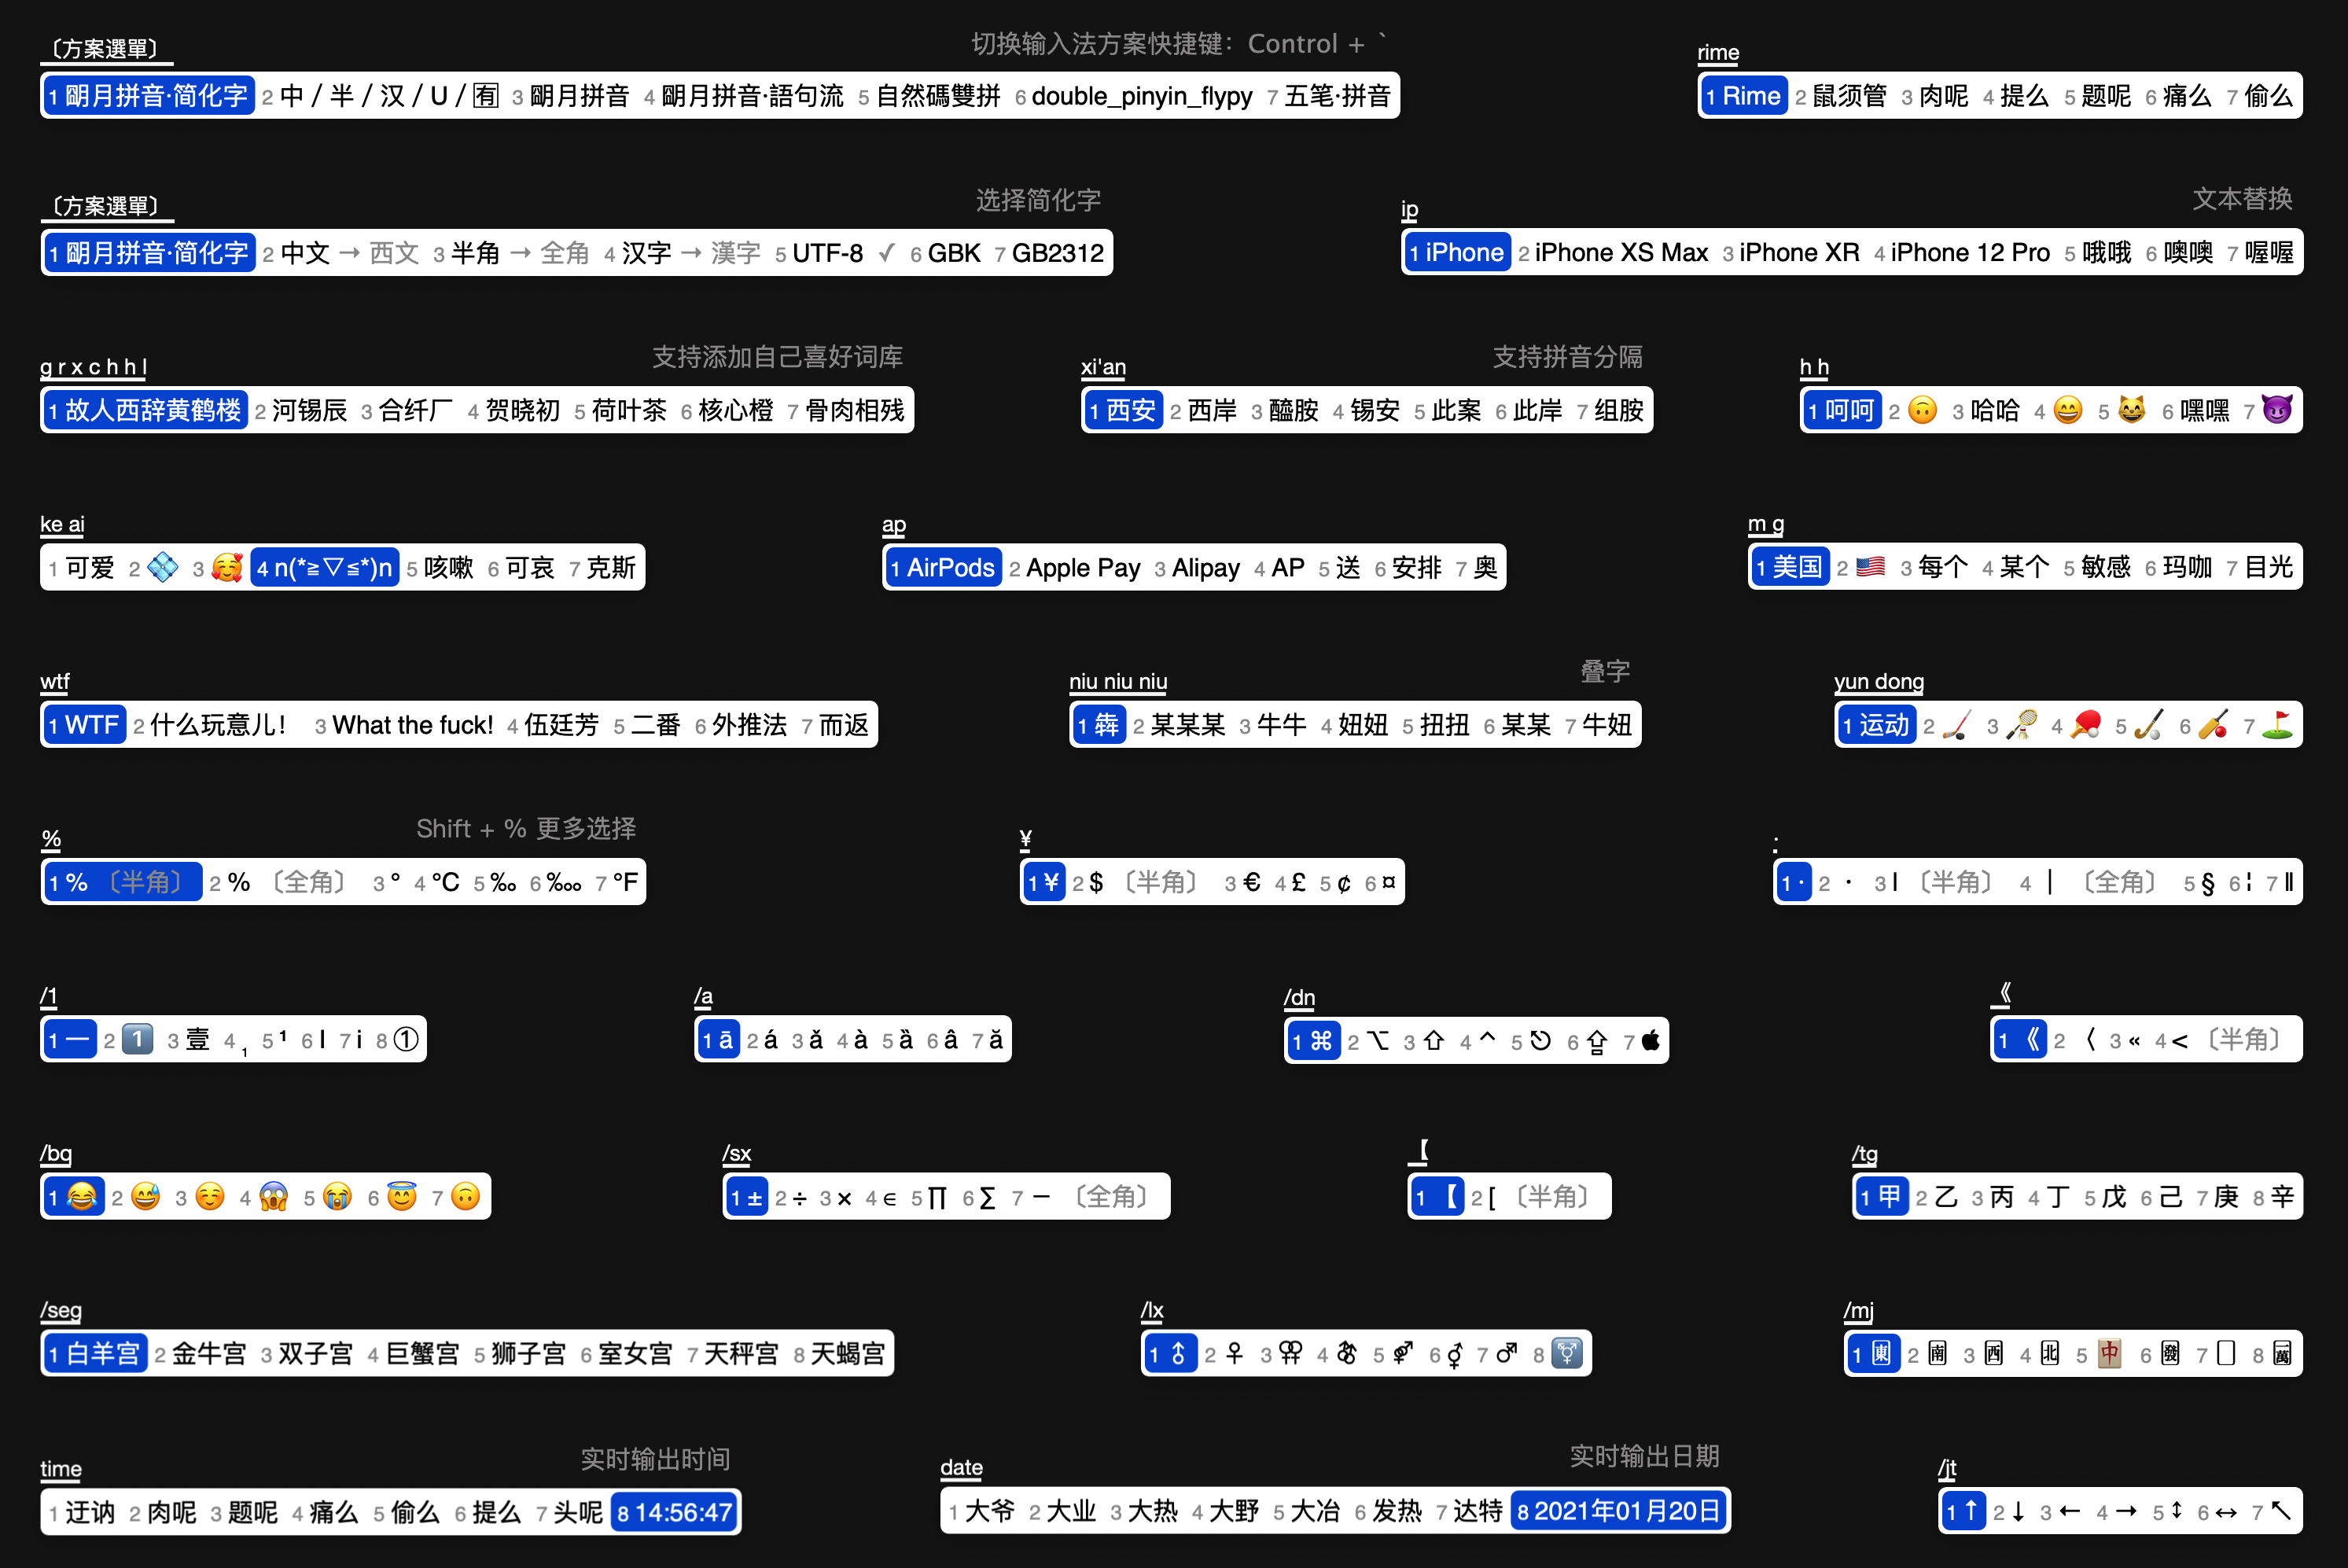 〔方案選單〕
切换输入法方案快捷键：Control + `
1 朙月拼音·简化字 2 中 / 半 / 汉 / U / 🈶 3 朙月拼音 4 朙月拼音·語句流 5 自然碼雙拼 6 double_pinyin_flypy 7 五笔·拼音
rime
1 Rime 2 鼠须管 3 肉呢 4 提么 5 题呢 6 痛么 7 偷么
〔方案選單〕
选择简化字
1 朙月拼音·简化字 2 中文 → 西文 3 半角 → 全角 4 汉字 → 漢字 5 UTF-8 ✓ 6 GBK 7 GB2312
ip
文本替换
1 iPhone 2 iPhone XS Max 3 iPhone XR 4 iPhone 12 Pro 5 哦哦 6 噢噢 7 喔喔
g r x c h h l
支持添加自己喜好词库
1 故人西辞黄鹤楼 2 河锡辰 3 合纤厂 4 贺晓初 5 荷叶茶 6 核心橙 7 骨肉相残
xi'an
支持拼音分隔
1 西安 2 西岸 3 醯胺 4 锡安 5 此案 6 此岸 7 组胺
h h
1 呵呵 2 🙃 3 哈哈 4 😄 5 😸 6 嘿嘿 7 😈
ke ai
1 可爱 2 💠 3 🥰 4 n(*≧▽≦*)n 5 咳嗽 6 可哀 7 克斯
ap
1 AirPods 2 Apple Pay 3 Alipay 4 AP 5 送 6 安排 7 奥
m g
1 美国 2 🇺🇸 3 每个 4 某个 5 敏感 6 玛咖 7 目光
wtf
1 WTF 2 什么玩意儿！ 3 What the fuck! 4 伍廷芳 5 二番 6 外推法 7 而返
niu niu niu
叠字
1 犇 2 某某某 3 牛牛 4 妞妞 5 扭扭 6 某某 7 牛妞
yun dong
1 运动 2 🏒 3 🏸 4 🏓 5 🏑 6 🏏 7 ⛳
%
Shift + % 更多选择
1 % 〔半角〕 2 ％ 〔全角〕 3 ° 4 ℃ 5 ‰ 6 ‱ 7 ℉
¥
1 ¥ 2 $ 〔半角〕 3 € 4 £ 5 ¢ 6 ¤
·
1 · 2 ・ 3 | 〔半角〕 4 ｜ 〔全角〕 5 § 6 ¦ 7 ‖
/1
1 一 2 1️⃣ 3 壹 4 ₁ 5 ¹ 6 Ⅰ 7 ⅰ 8 ①
/a
1 ā 2 á 3 ǎ 4 à 5 ȁ 6 â 7 ă
/dn
1 ⌘ 2 ⌥ 3 ⇧ 4 ⌃ 5 ⎋ 6 ⇪ 7 
《
1 《 2 〈 3 « 4 < 〔半角〕
/bq
1 😂 2 😅 3 ☺️ 4 😱 5 😭 6 😇 7 🙃
/sx
1 ± 2 ÷ 3 × 4 ∈ 5 ∏ 6 ∑ 7 － 〔全角〕
【
1 【 2 [ 〔半角〕
/tg
1 甲 2 乙 3 丙 4 丁 5 戊 6 己 7 庚 8 辛
/seg
1 白羊宫 2 金牛宫 3 双子宫 4 巨蟹宫 5 狮子宫 6 室女宫 7 天秤宫 8 天蝎宫
/lx
1 ⚨ 2 ♀ 3 ⚢ 4 ⚣ 5 ⚤ 6 ⚥ 7 ♂ 8 ⚧️
/mj
1 🀀 2 🀁 3 🀂 4 🀃 5 🀄 6 🀅 7 🀆 8 🀇
time
实时输出时间
1 迂讷 2 肉呢 3 题呢 4 痛么 5 偷么 6 提么 7 头呢 8 14:56:47
date
实时输出日期
1 大爷 2 大业 3 大热 4 大野 5 大冶 6 发热 7 达特 8 2021年01月20日
/jt
1 ↑ 2 ↓ 3 ← 4 → 5 ↕ 6 ↔ 7 ↖